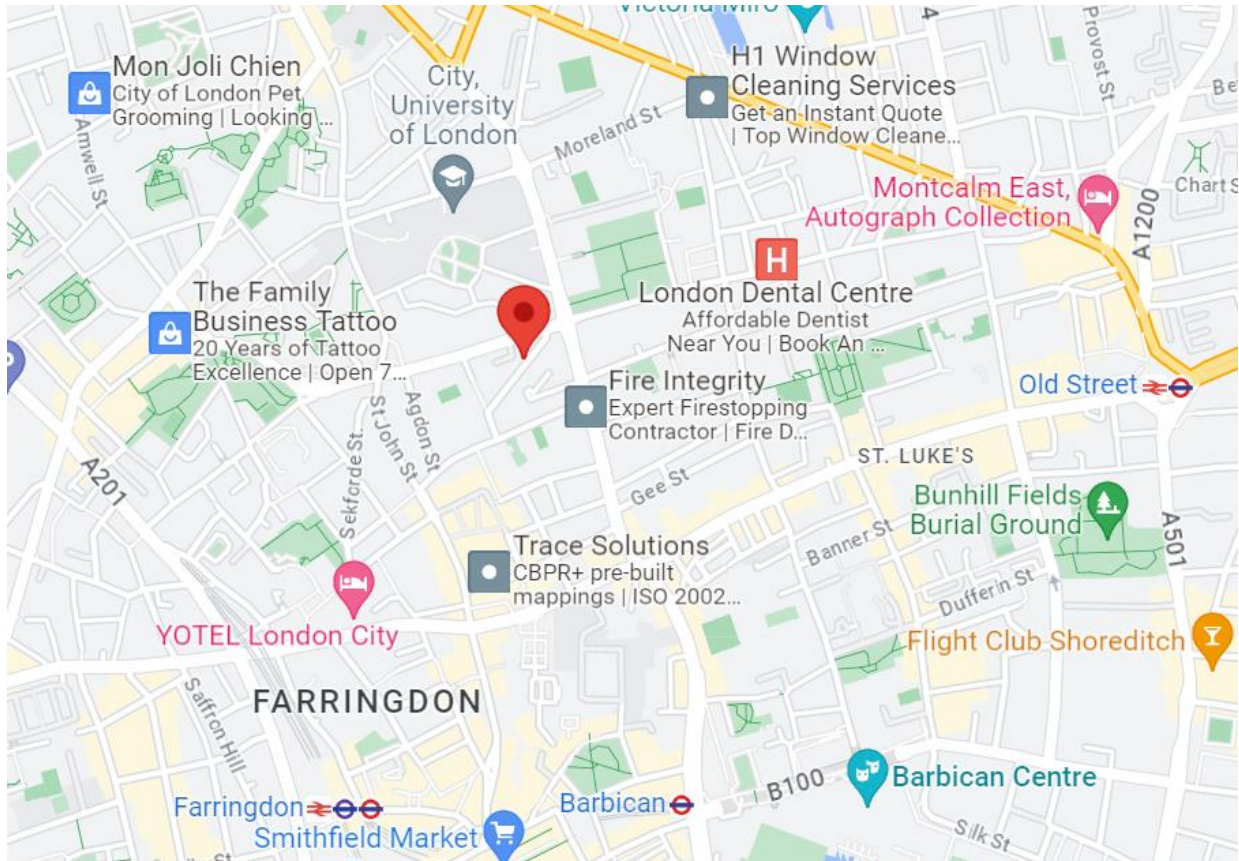 Victoria Miro
Mon Joli Chien
City of London Pet
Grooming | Looking ...
Amwell St
City,
University
of London
Moreland St
H1 Window
Cleaning Services
Get an Instant Quote
| Top Window Cleane...
Provost St
Chart S
Montcalm East,
Autograph Collection
A1200
H
London Dental Centre
Affordable Dentist
Near You | Book An ...
The Family
Business Tattoo
20 Years of Tattoo
Excellence | Open 7...
Fire Integrity
Expert Firestopping
Contractor | Fire D...
Old Street
St John St
Agdon St
A201
Sekforde St
Gee St
ST. LUKE'S
Bunhill Fields
Burial Ground
A501
Banner St
Dufferin St
Trace Solutions
CBPR+ pre-built
mappings | ISO 2002...
YOTEL London City
Flight Club Shoreditch
FARRINGDON
Saffron Hill
Farringdon
Smithfield Market
Barbican
B100
Barbican Centre
Silk St